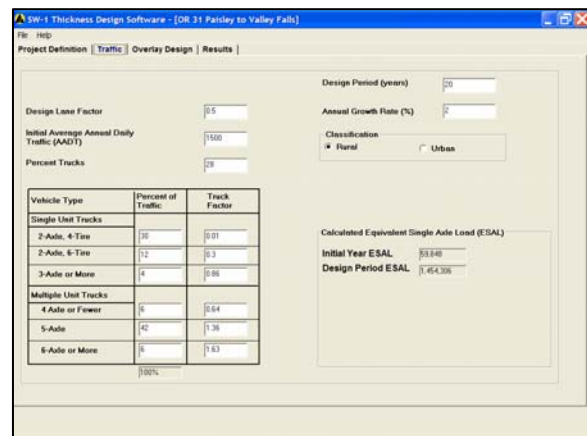 SW-1 Thickness Design Software - [OR 31 Paisley to Valley Falls]
File Help
Project Definition | Traffic | Overlay Design | Results |
Design Period (years) 20
Design Lane Factor 0.5 Annual Growth Rate (%) 2
Initial Average Annual Daily
Traffic (AADT) 1500
Classification
Rural Urban
Percent Trucks 28
Vehicle Type Percent of
Traffic Truck
Factor
Single Unit Trucks
2-Axle, 4-Tire 30 0.01
2-Axle, 6-Tire 12 0.3
3-Axle or More 4 0.86
Multiple Unit Trucks
4 Axle or Fewer 6 0.64
5-Axle 42 1.36
6-Axle or More 6 1.63
100%
Calculated Equivalent Single Axle Load (ESAL)
Initial Year ESAL 59,848
Design Period ESAL 1,454,306